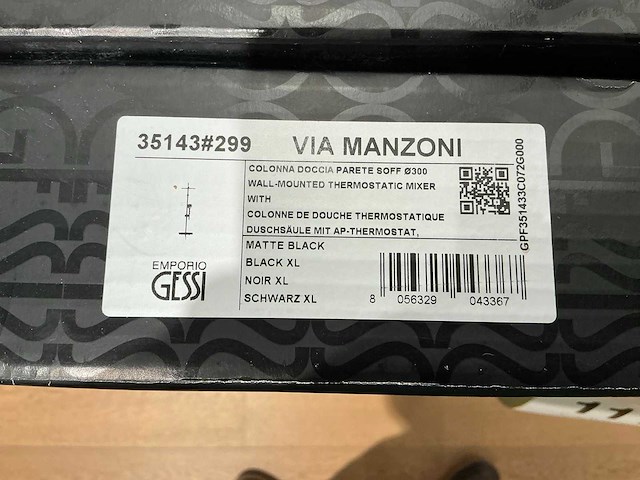 35143#299 VIA MANZONI
COLONNA DOCCIA PARETE SOFF Ø300
WALL-MOUNTED THERMOSTATIC MIXER
WITH
COLONNE DE DOUCHE THERMOSTATIQUE
DUSCHSÄULE MIT AP-THERMOSTAT,
MATTE BLACK
BLACK XL
NOIR XL
SCHWARZ XL
EMPORIO
GESSI
8 056329 043367
GPF351433C072G000
11